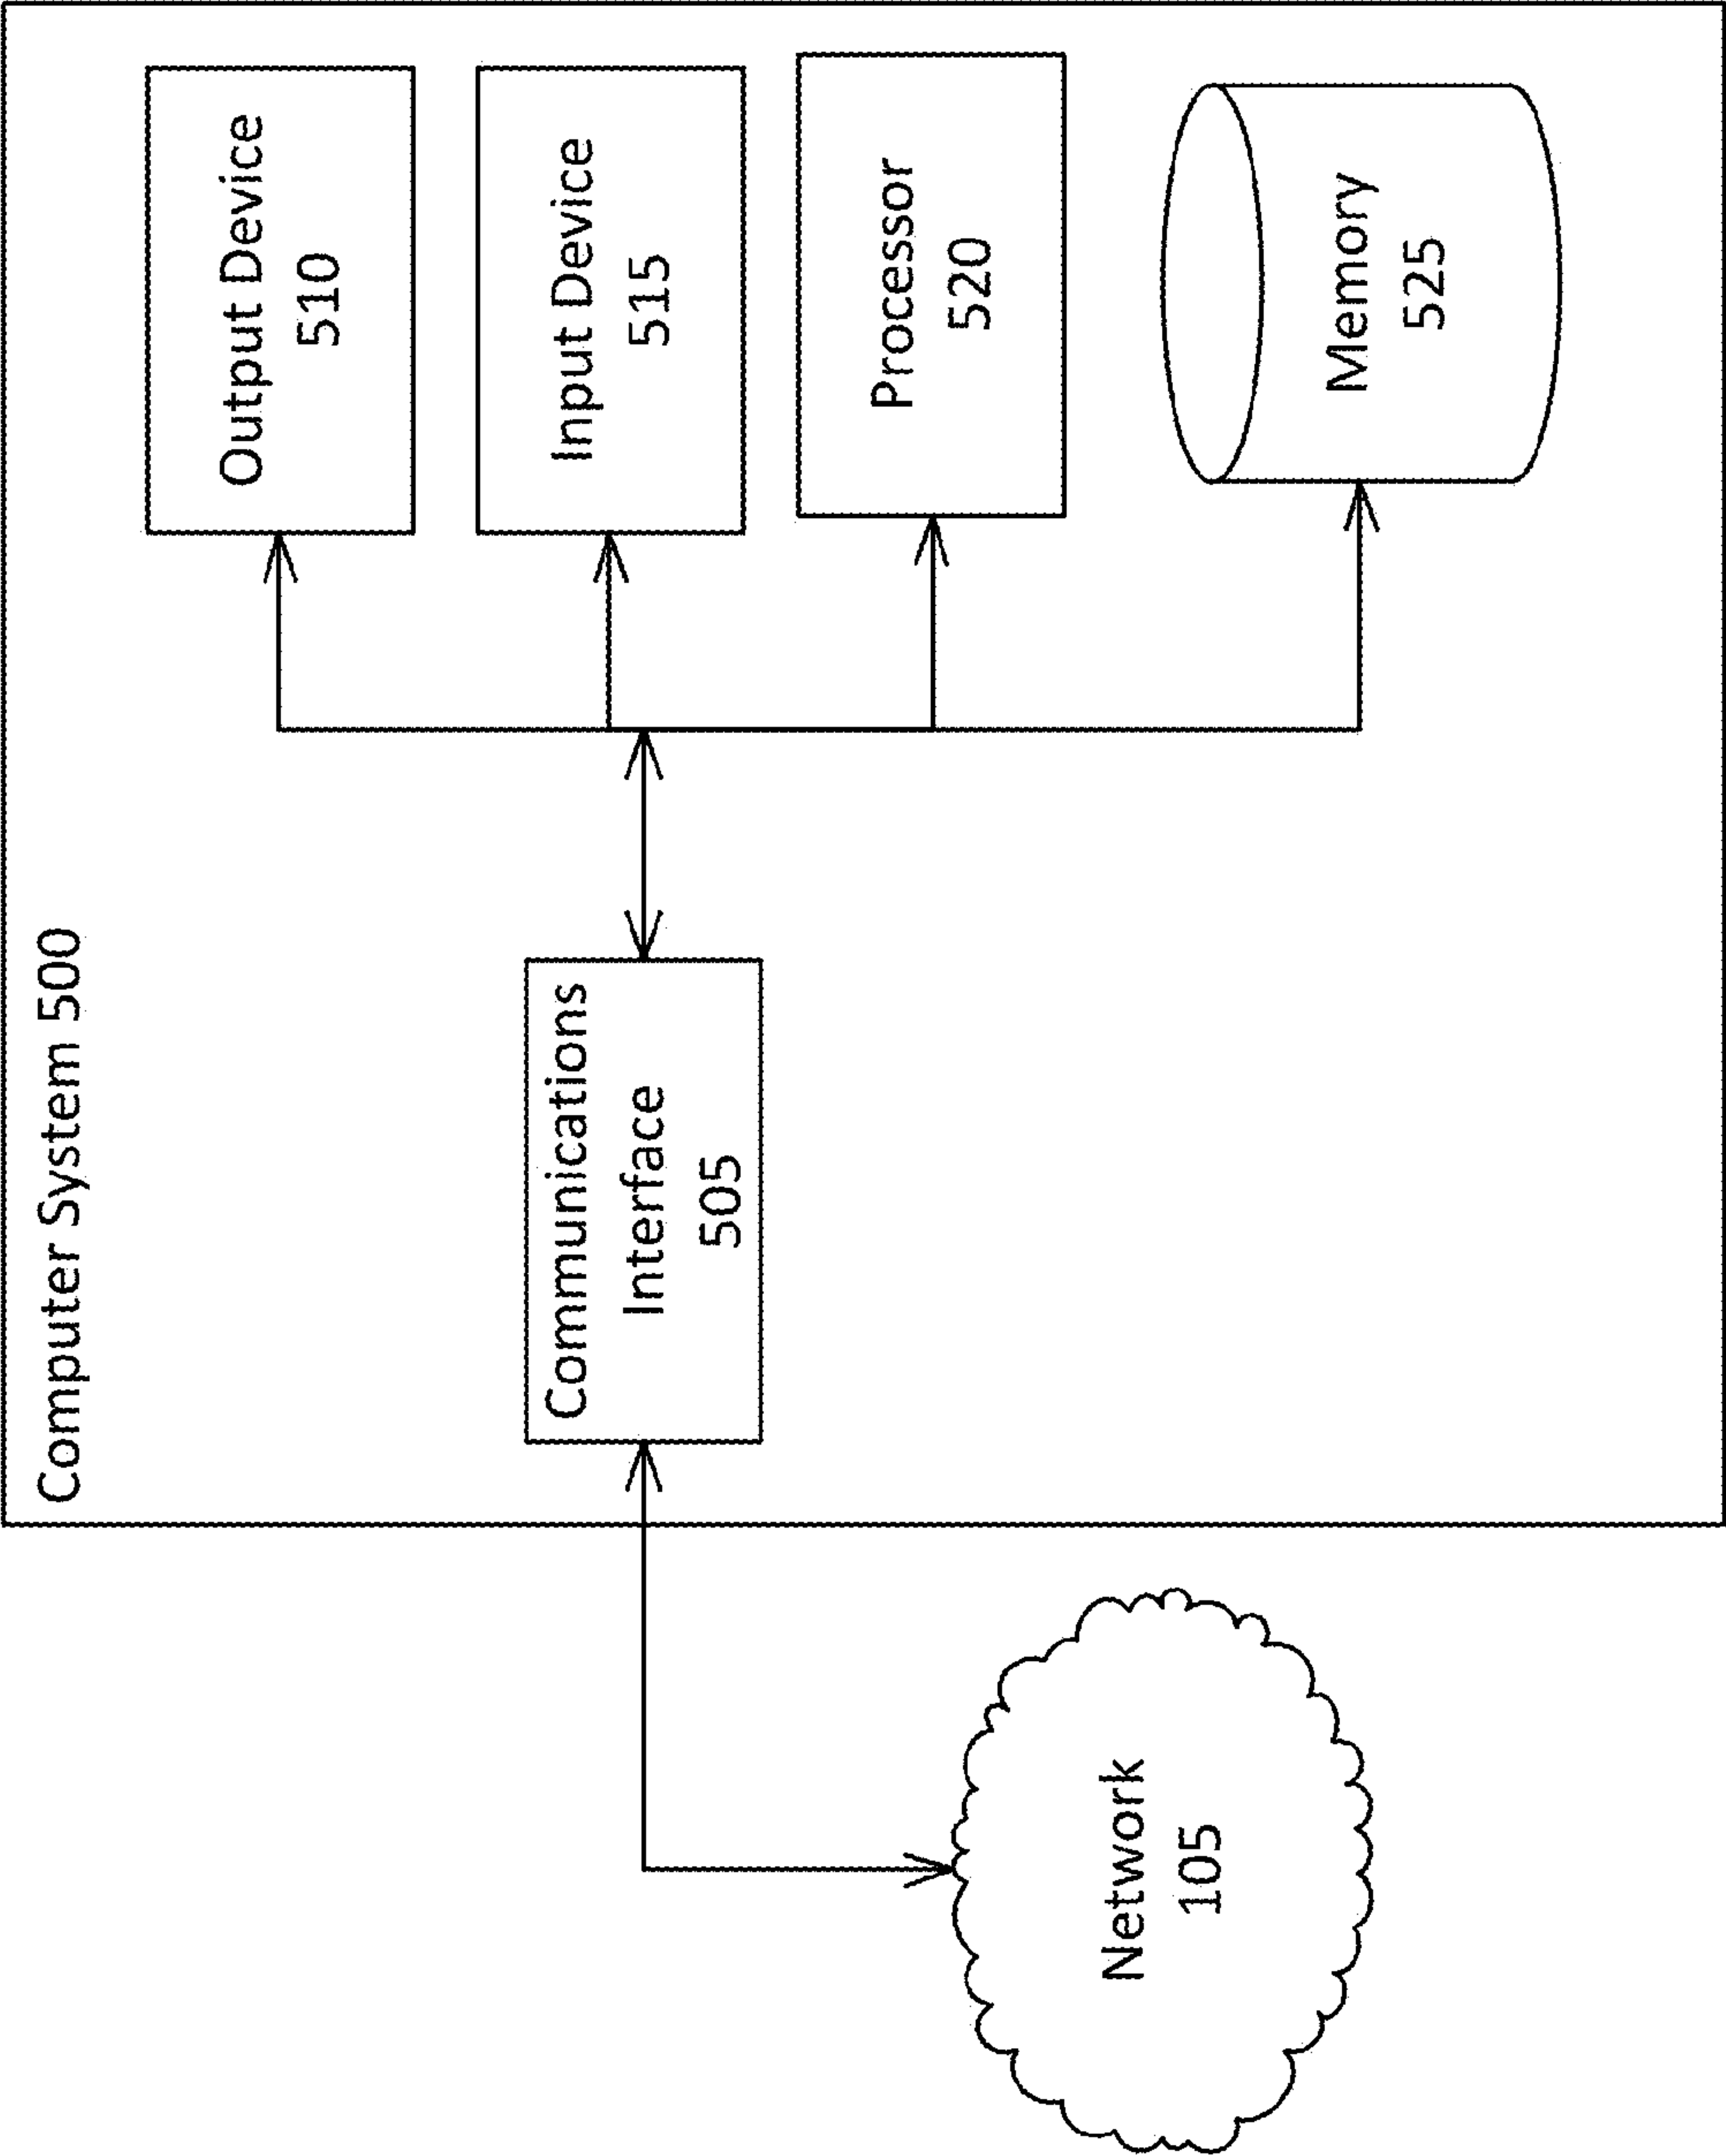 Computer System 500
Network
105
Communications
Interface
505
Output Device
510
Input Device
515
Processor
520
Memory
525